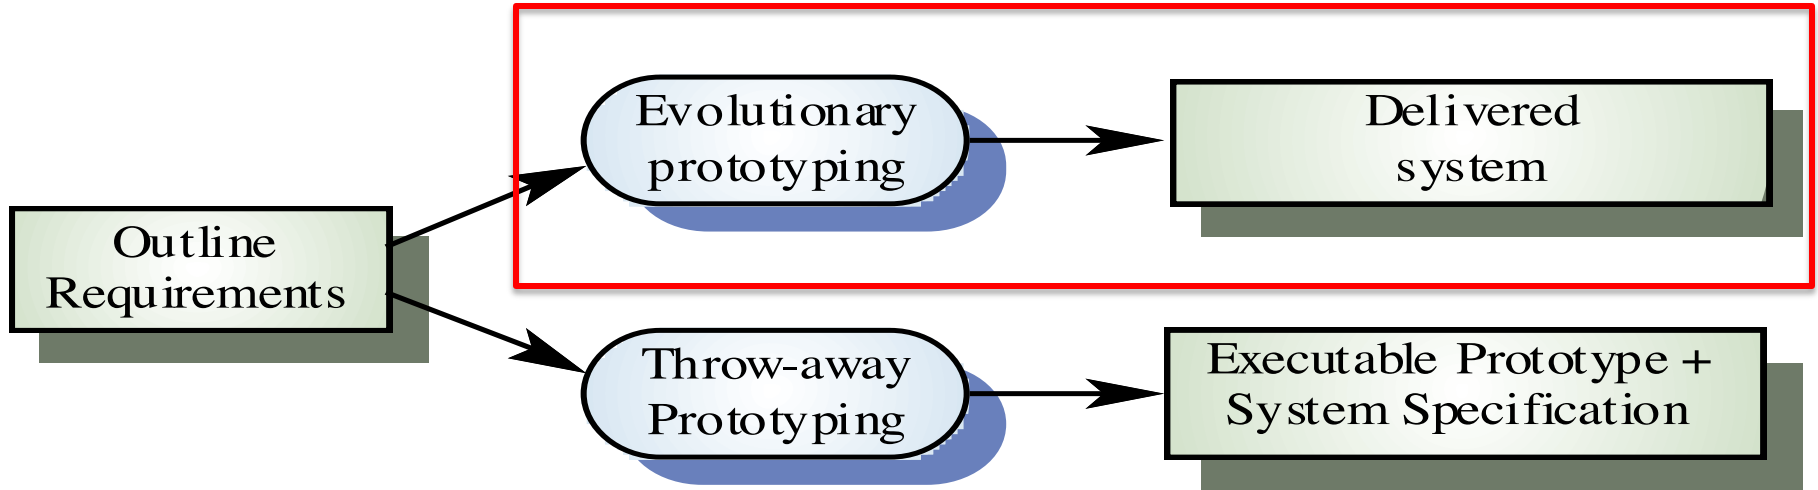 Outline
Requirements
Evolutionary
prototyping
Delivered
system
Throw-away
Prototyping
Executable Prototype +
System Specification